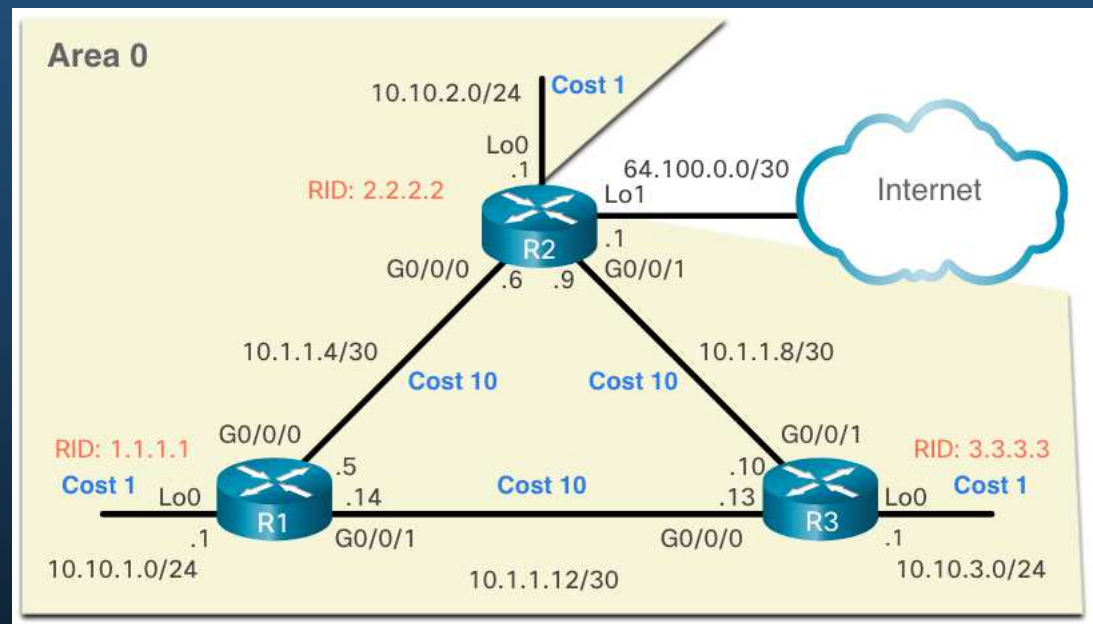 Area 0
10.10.2.0/24
Cost 1
Lo0
.1
64.100.0.0/30
Internet
RID: 2.2.2.2
Lo1
.1
R2
G0/0/0
.6
.9
G0/0/1
10.1.1.4/30
10.1.1.8/30
Cost 10
Cost 10
RID: 1.1.1.1
G0/0/0
G0/0/1
RID: 3.3.3.3
Cost 1
Lo0
.5
.14
Cost 10
.10
.13
Lo0
Cost 1
.1
R1
G0/0/1
G0/0/0
R3
.1
10.10.1.0/24
10.1.1.12/30
10.10.3.0/24